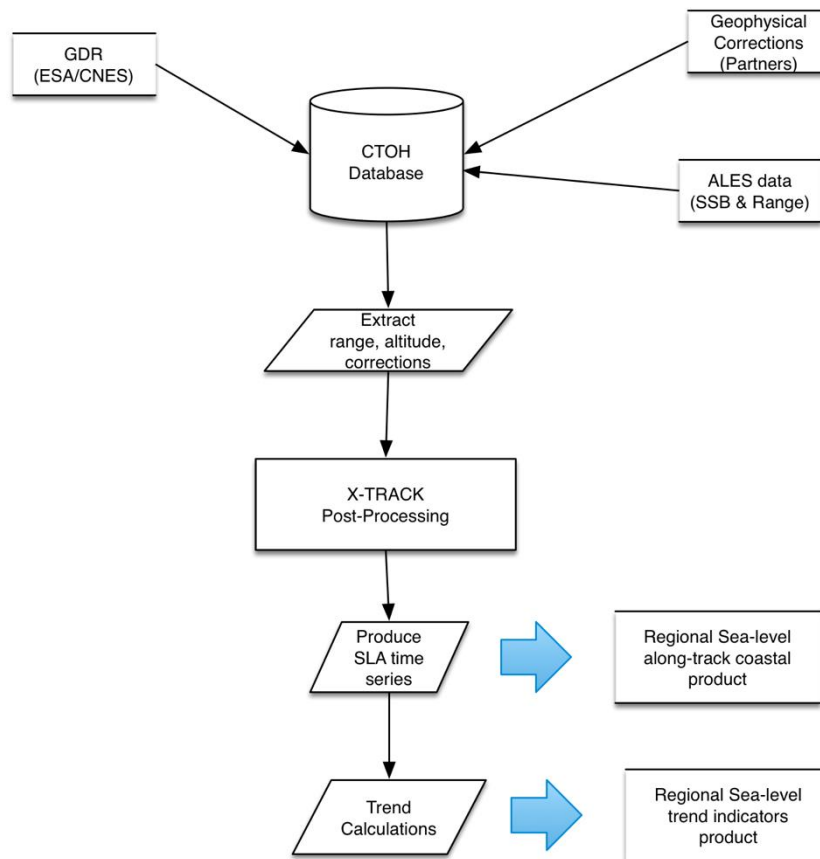 GDR
(ESA/CNES)
Geophysical
Corrections
(Partners)
CTOH
Database
ALES data
(SSB & Range)
Extract
range, altitude,
corrections
X-TRACK
Post-Processing
Produce
SLA time
series
Regional Sea-level
along-track coastal
product
Trend
Calculations
Regional Sea-level
trend indicators
product